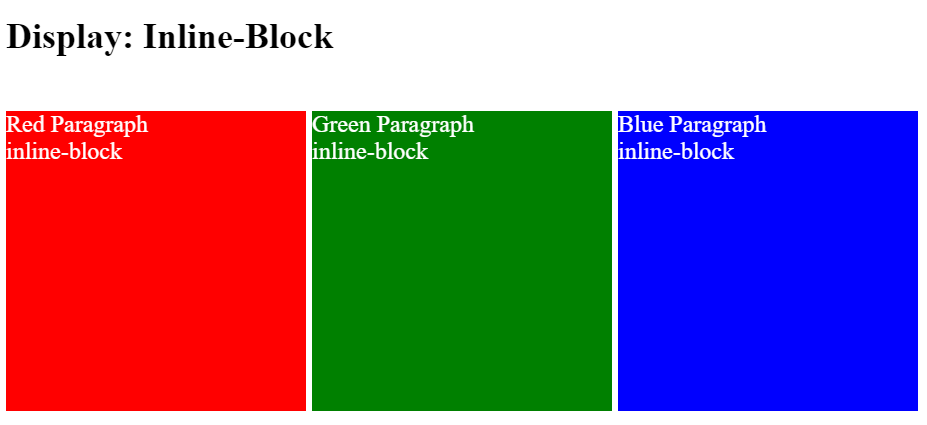 Display: Inline-Block
Red Paragraph
inline-block
Green Paragraph
inline-block
Blue Paragraph
inline-block